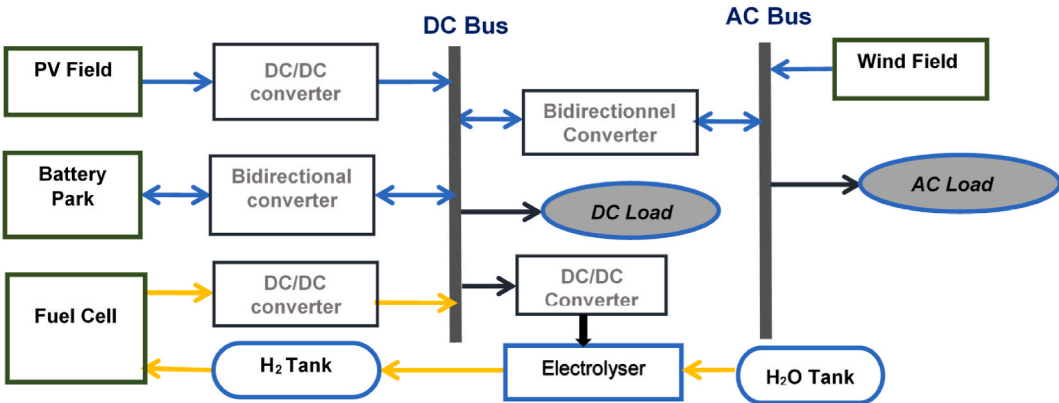 DC Bus
AC Bus
PV Field
DC/DC
converter
Wind Field
Bidirectionnel
Converter
Battery
Park
Bidirectional
converter
DC Load
AC Load
Fuel Cell
DC/DC
converter
DC/DC
Converter
H₂ Tank
Electrolyser
H₂O Tank